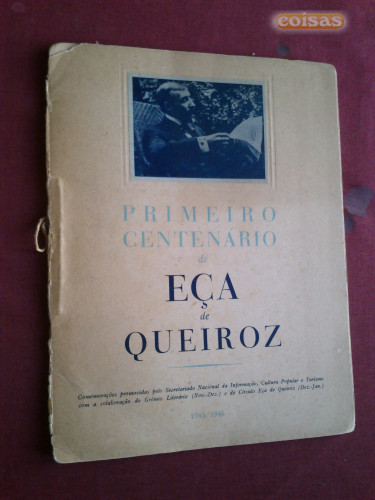 coisas
PRIMEIRO
CENTENÁRIO
de
EÇA
de
QUEIROZ
Comemorações promovidas pelo Secretariado Nacional da Informação, Cultura Popular e Turismo
com a colaboração do Grémio Literário (Nov.-Dez.) e do Círculo Eça de Queiroz (Dez.-Jan.)
1945/1946